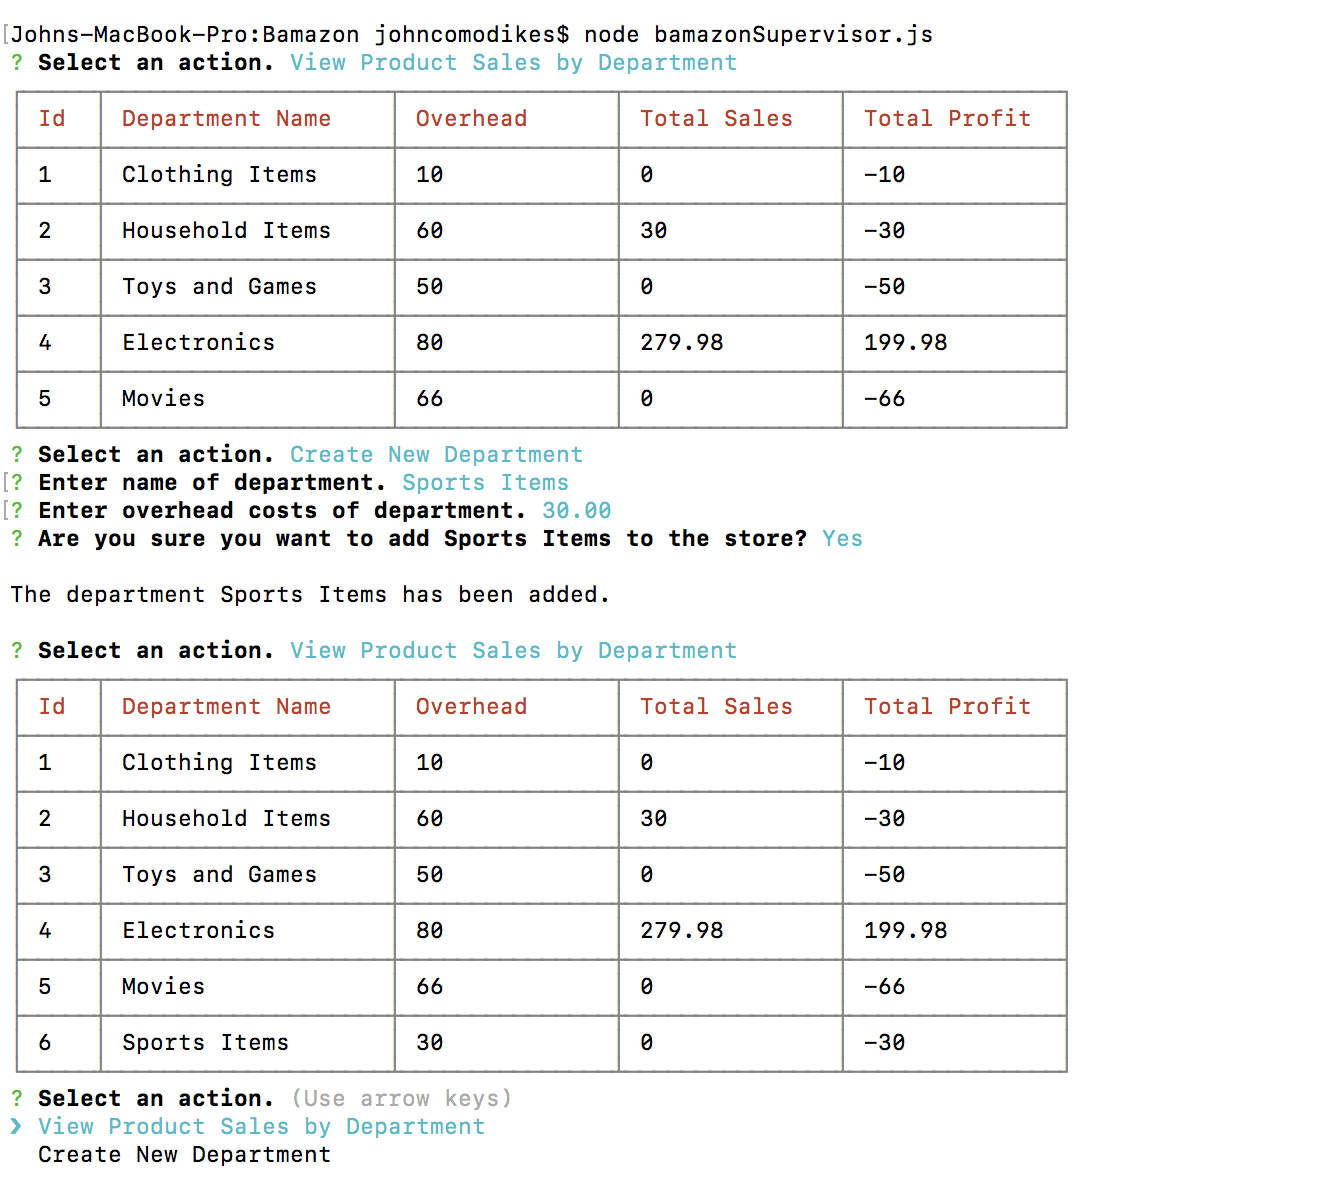 [Johns-MacBook-Pro:Bamazon johncomodikes$ node bamazonSupervisor.js
? Select an action. View Product Sales by Department
Id Department Name Overhead Total Sales Total Profit
1 Clothing Items 10 0 -10
2 Household Items 60 30 -30
3 Toys and Games 50 0 -50
4 Electronics 80 279.98 199.98
5 Movies 66 0 -66
? Select an action. Create New Department
[? Enter name of department. Sports Items
[? Enter overhead costs of department. 30.00
? Are you sure you want to add Sports Items to the store? Yes
The department Sports Items has been added.
? Select an action. View Product Sales by Department
Id Department Name Overhead Total Sales Total Profit
1 Clothing Items 10 0 -10
2 Household Items 60 30 -30
3 Toys and Games 50 0 -50
4 Electronics 80 279.98 199.98
5 Movies 66 0 -66
6 Sports Items 30 0 -30
? Select an action. (Use arrow keys)
❯ View Product Sales by Department
Create New Department